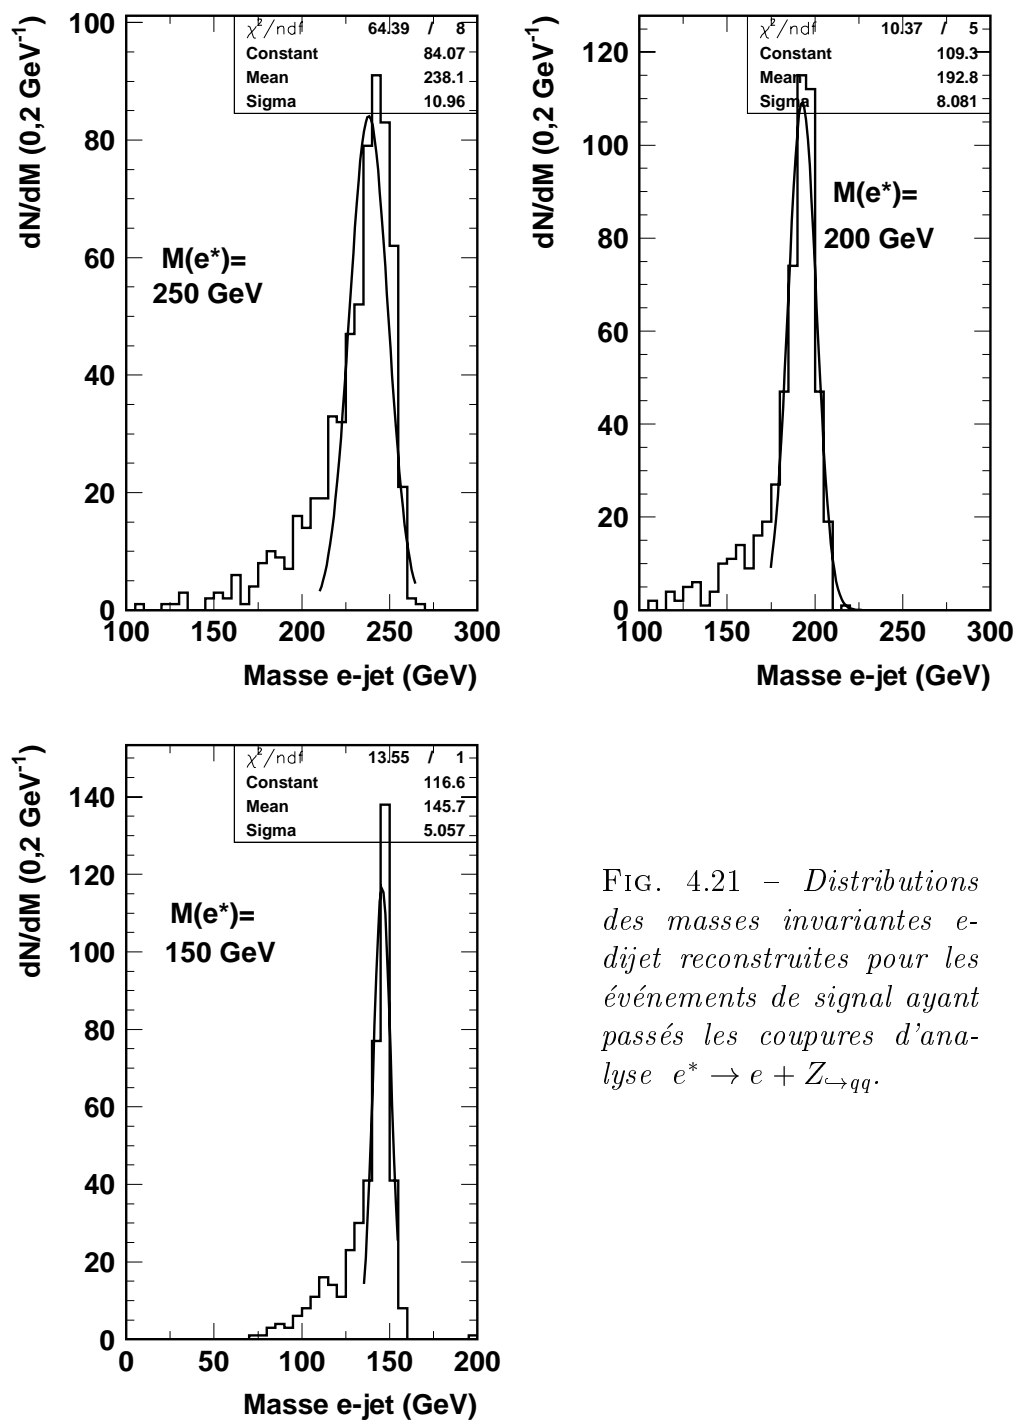 dN/dM (0,2 GeV⁻¹)
χ²/ndf 64.39 / 8
Constant 84.07
Mean 238.1
Sigma 10.96
M(e*)=
250 GeV
100
80
60
40
20
0
100 150 200 250 300
Masse e-jet (GeV)
dN/dM (0,2 GeV⁻¹)
χ²/ndf 10.37 / 5
Constant 109.3
Mean 192.8
Sigma 8.081
M(e*)=
200 GeV
120
100
80
60
40
20
0
100 150 200 250 300
Masse e-jet (GeV)
dN/dM (0,2 GeV⁻¹)
χ²/ndf 13.55 / 1
Constant 116.6
Mean 145.7
Sigma 5.057
M(e*)=
150 GeV
140
120
100
80
60
40
20
0
0 50 100 150 200
Masse e-jet (GeV)
FIG. 4.21 – Distributions
des masses invariantes e-
dijet reconstruites pour les
événements de signal ayant
passés les coupures d'ana-
lyse e* → e + Z↪qq.